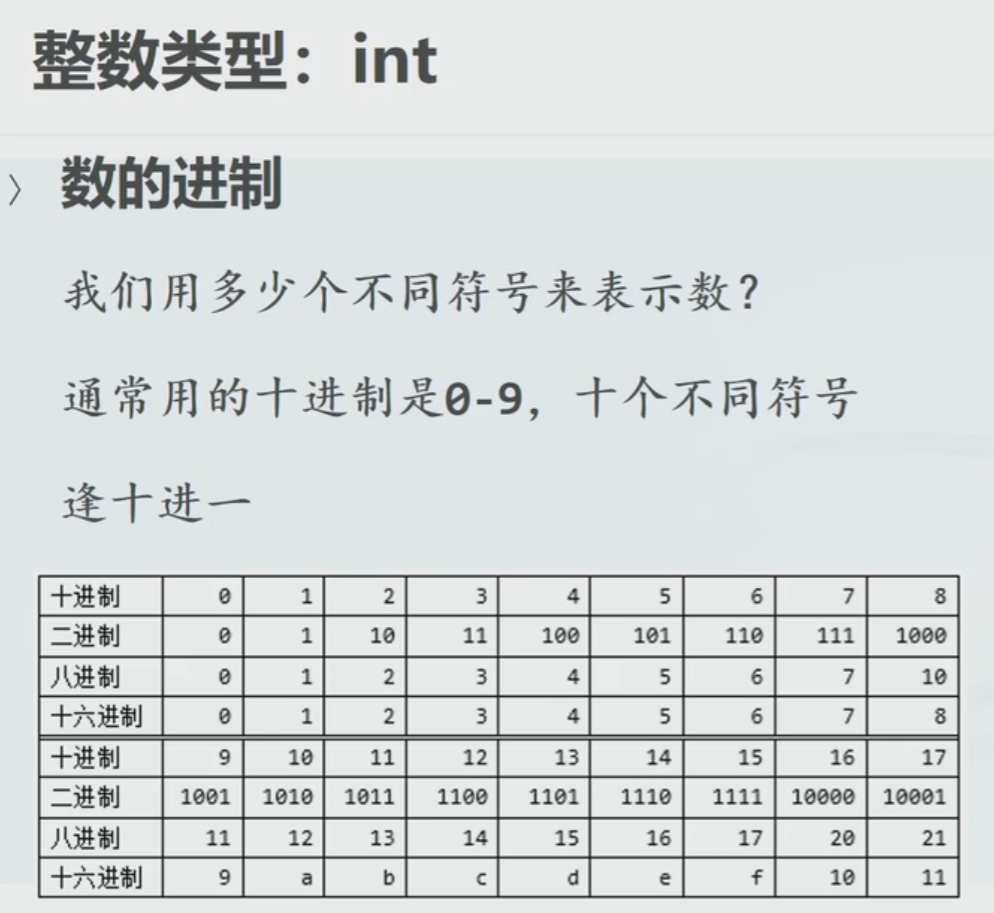 整数类型：int
〉 数的进制
我们用多少个不同符号来表示数？
通常用的十进制是0-9，十个不同符号
逢十进一
十进制 0 1 2 3 4 5 6 7 8
二进制 0 1 10 11 100 101 110 111 1000
八进制 0 1 2 3 4 5 6 7 10
十六进制 0 1 2 3 4 5 6 7 8
十进制 9 10 11 12 13 14 15 16 17
二进制 1001 1010 1011 1100 1101 1110 1111 10000 10001
八进制 11 12 13 14 15 16 17 20 21
十六进制 9 a b c d e f 10 11